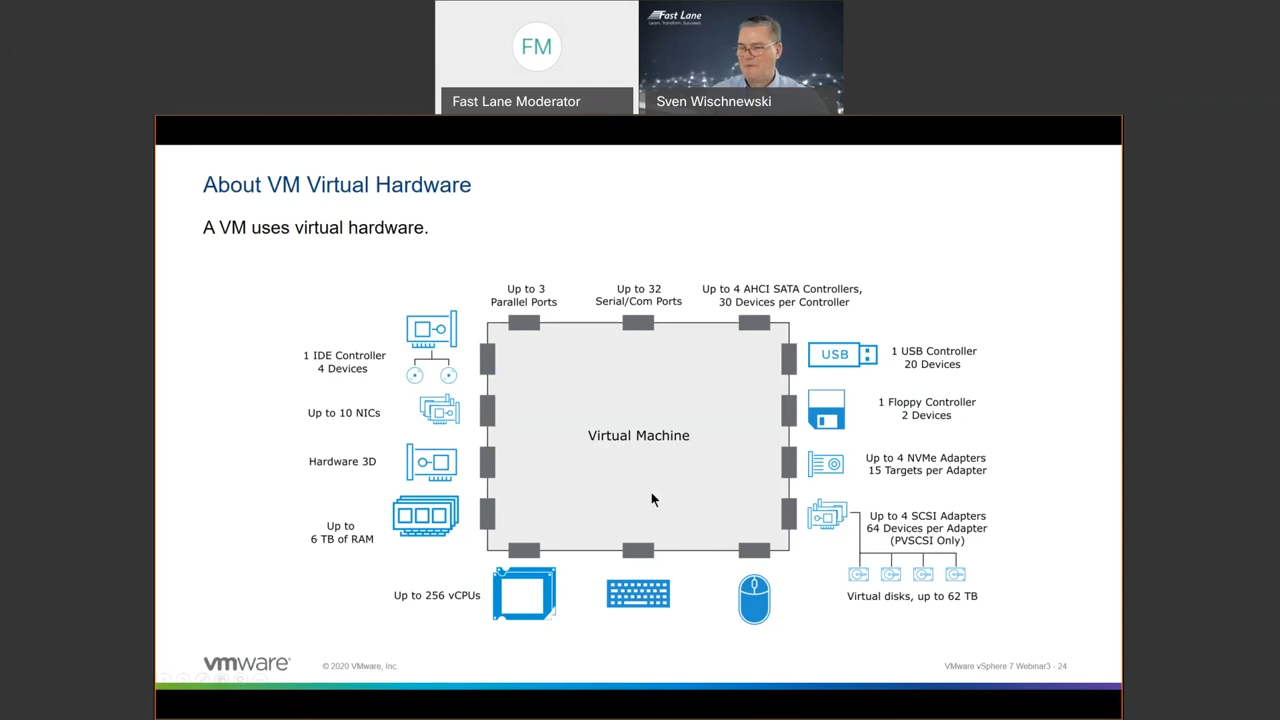 Fast Lane
Learn. Transform. Succeed.
FM
Fast Lane Moderator
Sven Wischnewski
About VM Virtual Hardware
A VM uses virtual hardware.
Up to 3
Parallel Ports
Up to 32
Serial/Com Ports
Up to 4 AHCI SATA Controllers,
30 Devices per Controller
1 IDE Controller
4 Devices
USB
1 USB Controller
20 Devices
Up to 10 NICs
1 Floppy Controller
2 Devices
Virtual Machine
Hardware 3D
Up to 4 NVMe Adapters
15 Targets per Adapter
Up to
6 TB of RAM
Up to 4 SCSI Adapters
64 Devices per Adapter
(PVSCSI Only)
Up to 256 vCPUs
Virtual disks, up to 62 TB
vmware®
© 2020 VMware, Inc.
VMware vSphere 7 Webinar3 - 24